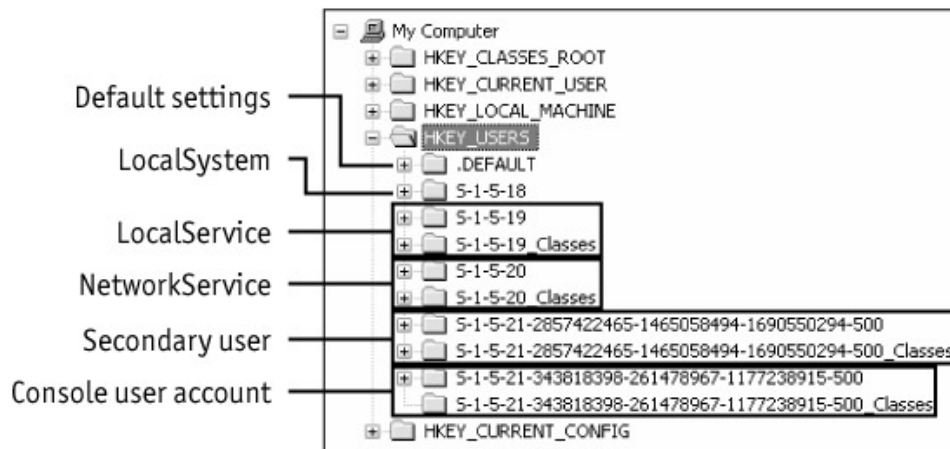 My Computer
HKEY_CLASSES_ROOT
HKEY_CURRENT_USER
Default settings
HKEY_LOCAL_MACHINE
HKEY_USERS
LocalSystem
.DEFAULT
S-1-5-18
LocalService
S-1-5-19
S-1-5-19_Classes
NetworkService
S-1-5-20
S-1-5-20_Classes
Secondary user
S-1-5-21-2857422465-1465058494-1690550294-500
S-1-5-21-2857422465-1465058494-1690550294-500_Classes
Console user account
S-1-5-21-343818398-261478967-1177238915-500
S-1-5-21-343818398-261478967-1177238915-500_Classes
HKEY_CURRENT_CONFIG